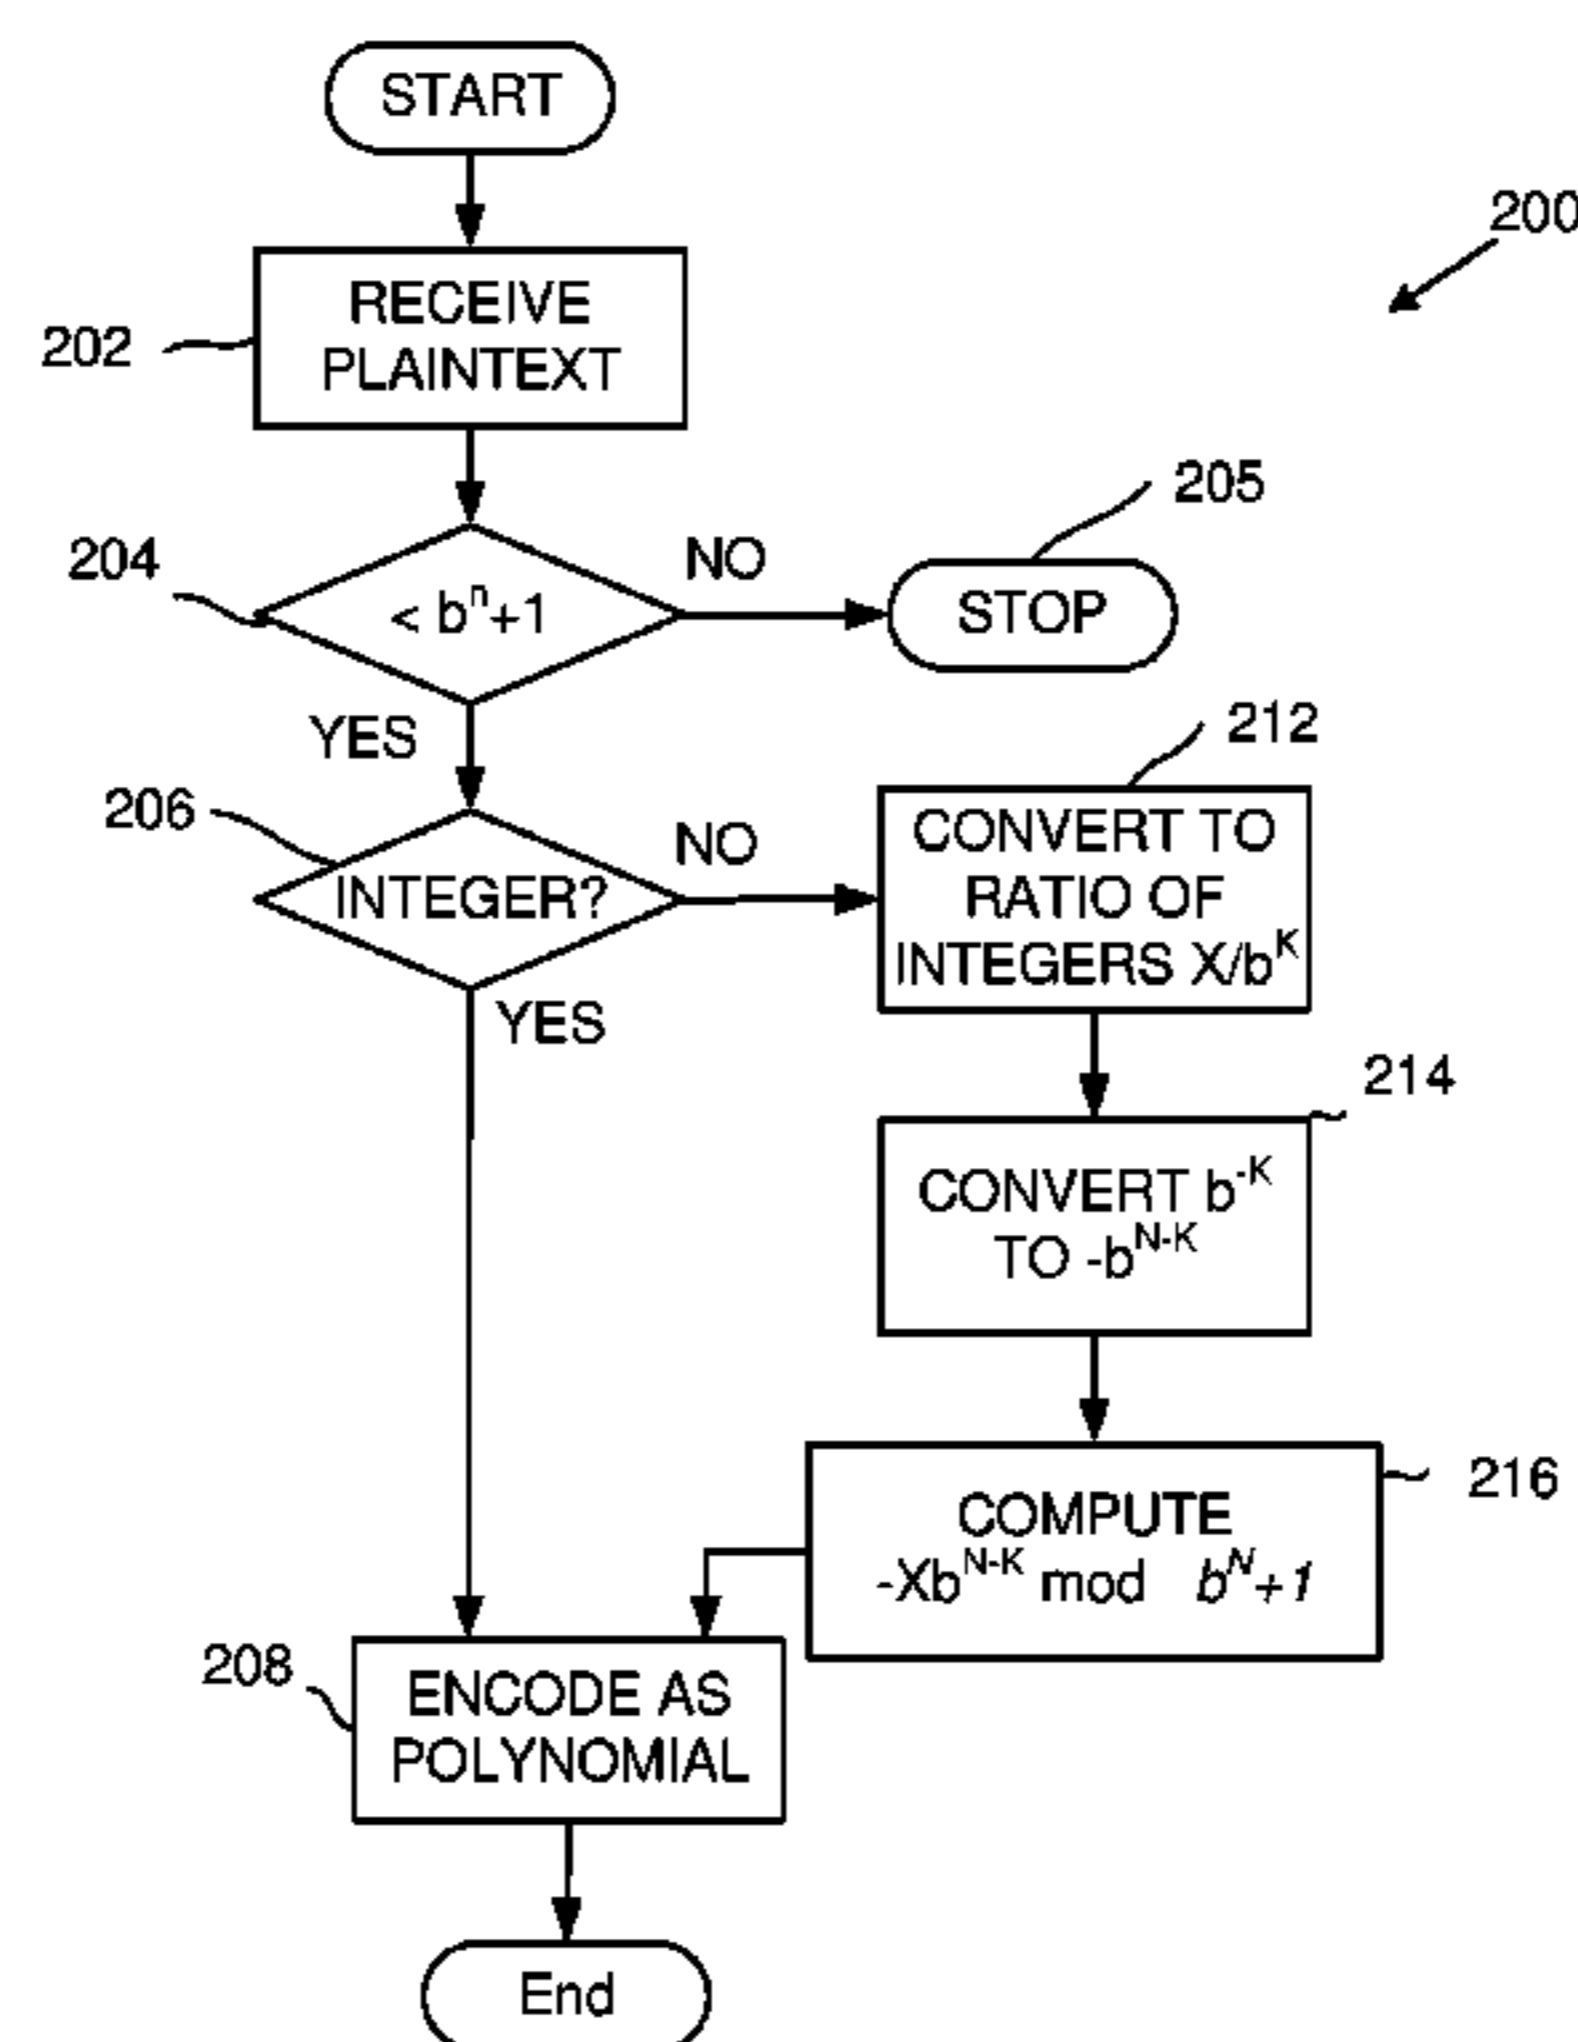 START
200
RECEIVE
PLAINTEXT
202
205
204
< bⁿ+1
NO
STOP
YES
212
206
INTEGER?
NO
CONVERT TO
RATIO OF
INTEGERS X/bᴷ
YES
214
CONVERT b⁻ᴷ
TO -bᴺ⁻ᴷ
216
COMPUTE
-Xbᴺ⁻ᴷ mod bᴺ+1
208
ENCODE AS
POLYNOMIAL
End